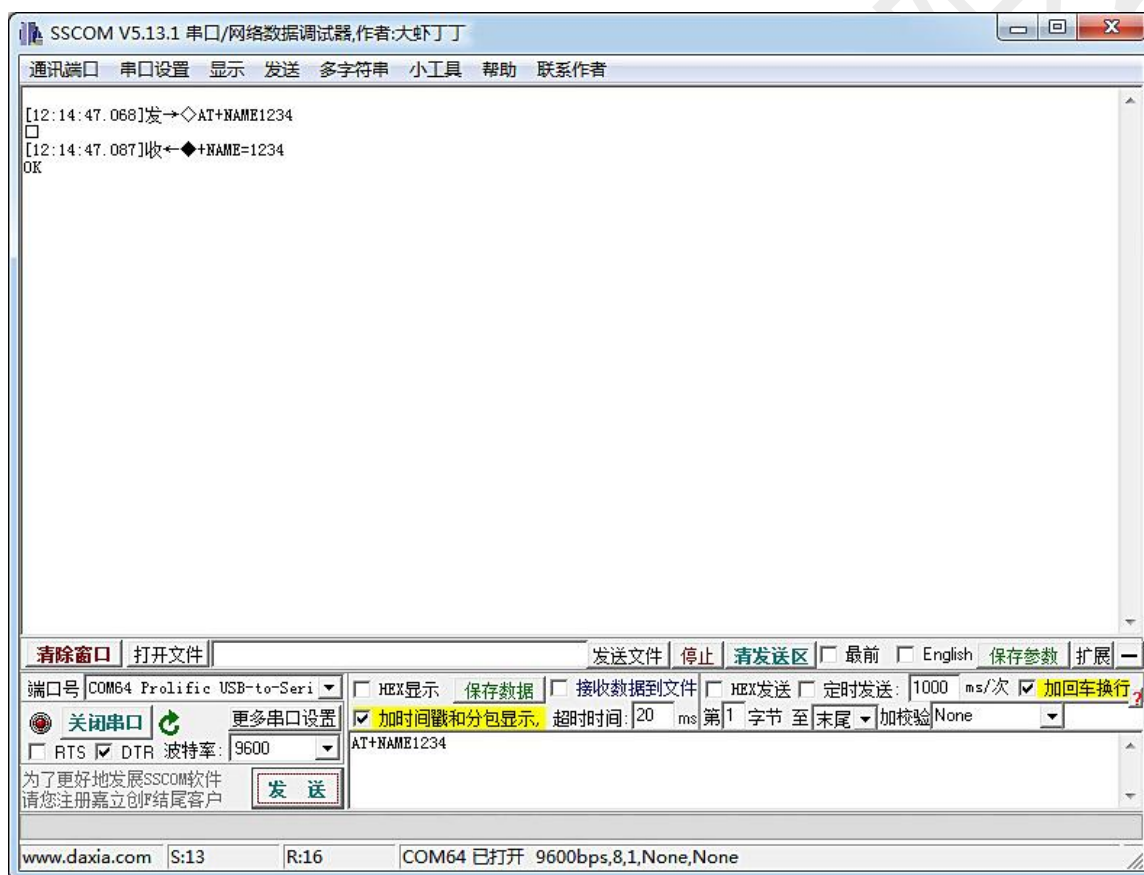 SSCOM V5.13.1 串口/网络数据调试器,作者:大虾丁丁
通讯端口 串口设置 显示 发送 多字符串 小工具 帮助 联系作者
[12:14:47.068]发→◇AT+NAME1234
□
[12:14:47.087]收←◆+NAME=1234
OK
清除窗口 打开文件 发送文件 停止 清发送区 最前 English 保存参数 扩展 —
端口号 COM64 Prolific USB-to-Seri HEX显示 保存数据 接收数据到文件 HEX发送 定时发送: 1000 ms/次 加回车换行 ?
关闭串口 更多串口设置 加时间戳和分包显示, 超时时间: 20 ms 第 1 字节 至 末尾 加校验 None
RTS DTR 波特率: 9600 AT+NAME1234
为了更好地发展SSCOM软件
请您注册嘉立创F结尾客户
发 送
www.daxia.com S:13 R:16 COM64 已打开 9600bps,8,1,None,None